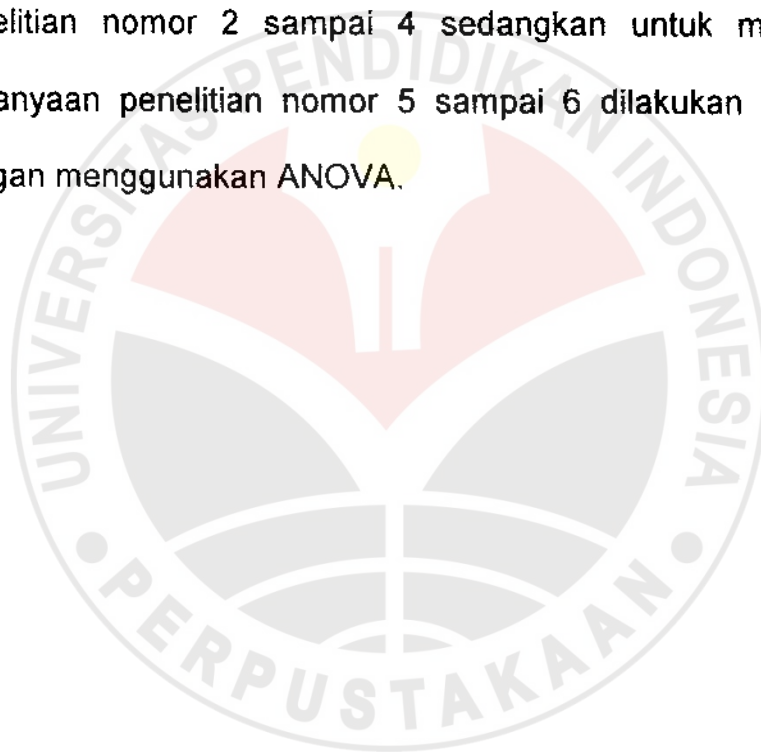 elitian nomor 2 sampai 4 sedangkan untuk m
anyaan penelitian nomor 5 sampai 6 dilakukan
gan menggunakan ANOVA.
UNIVERSITAS PENDIDIKAN INDONESIA
PERPUSTAKAAN